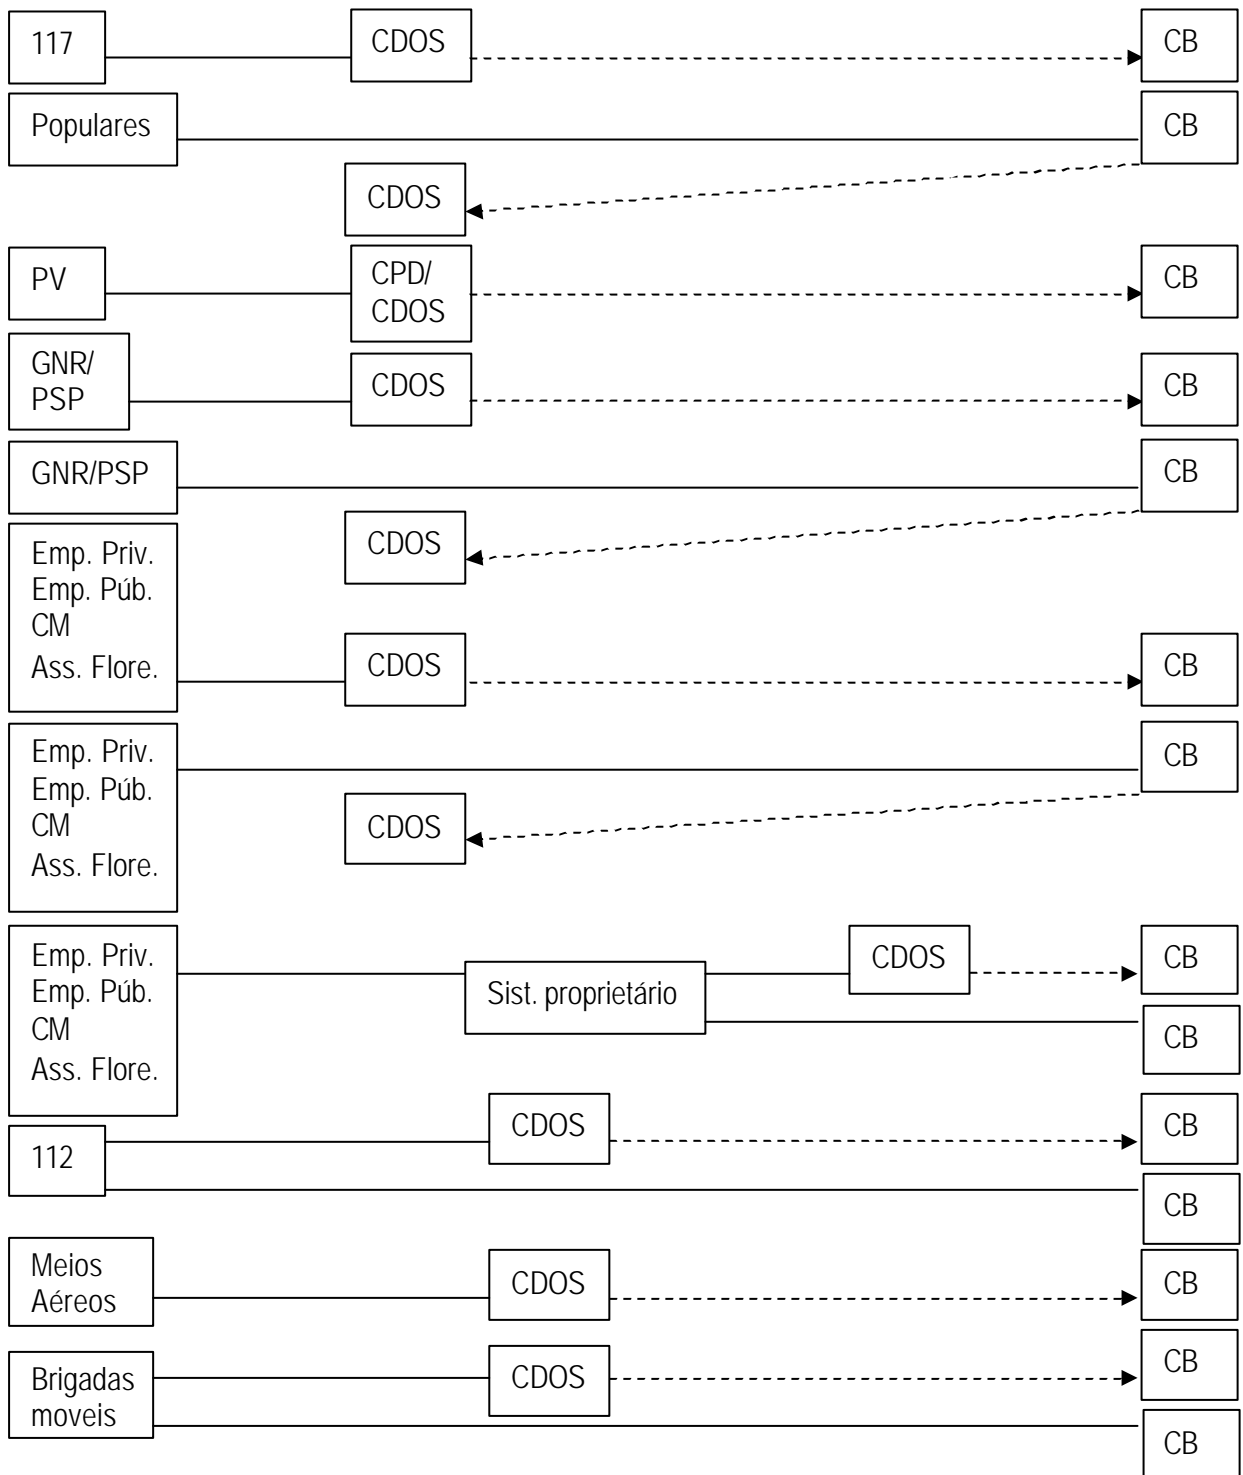 117
CDOS
CB
Populares
CB
CDOS
PV
CPD/
CDOS
CB
GNR/
PSP
CDOS
CB
GNR/PSP
CB
CDOS
Emp. Priv.
Emp. Púb.
CM
Ass. Flore.
CDOS
CB
Emp. Priv.
Emp. Púb.
CM
Ass. Flore.
CB
CDOS
Emp. Priv.
Emp. Púb.
CM
Ass. Flore.
Sist. proprietário
CDOS
CB
CB
112
CDOS
CB
CB
Meios
Aéreos
CDOS
CB
Brigadas
moveis
CDOS
CB
CB